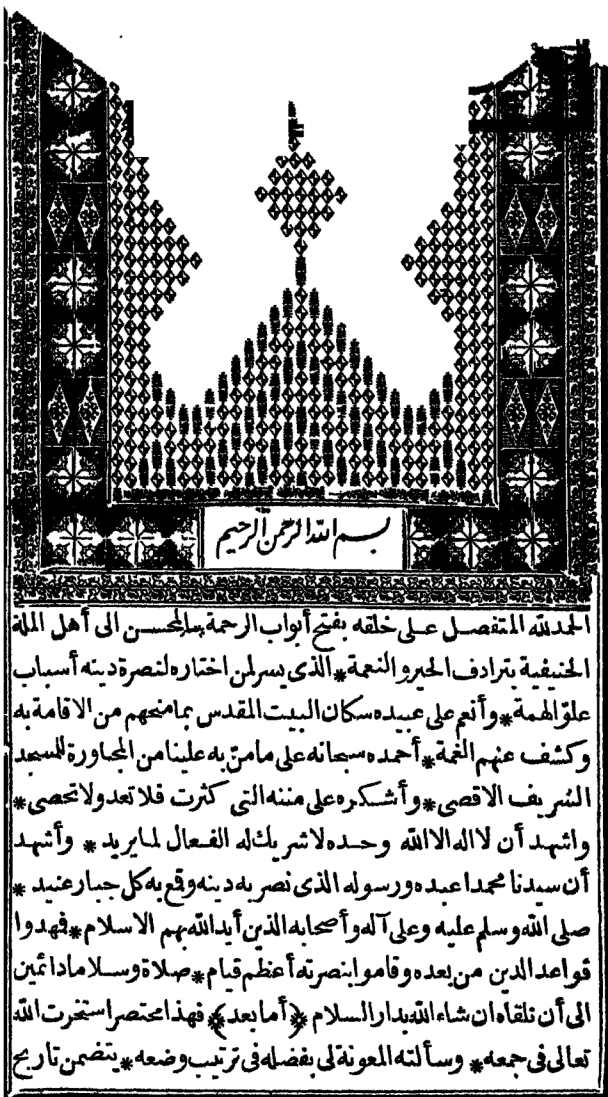 بسم الله الرحمن الرحيم
الحمد لله المتفضل على خلقه بفتح أبواب الرحمة * المحسن الى أهل الملة
الحنيفية بترادف الخير والنعمة * الذى يسر لمن اختاره لنصرة دينه أسباب
علوّ الهمة * وأنعم على عبيده سكان البيت المقدس بما منحهم من الاقامة به
وكشف عنهم الغمة * أحمده سبحانه على ما منّ به علينا من المجاورة للمسجد
الشريف الاقصى * وأشكره على مننه التى كثرت فلا تعد ولا تحصى *
واشهد أن لا اله الا الله وحده لا شريك له الفعال لما يريد * وأشهد
أن سيدنا محمدا عبده ورسوله الذى نصر به دينه وقع به كل جبار عنيد *
صلى الله وسلم عليه وعلى آله وأصحابه الذين أيد الله بهم الاسلام * فهدوا
قواعد الدين من بعده وقاموا بنصرته أعظم قيام * صلاة وسلاما دائمين
الى أن نلقاه ان شاء الله بدار السلام * (أما بعد) * فهذا مختصر استخرت الله
تعالى فى جمعه * وسألته المعونة لى بفضله فى ترتيب وضعه * يتضمن تاريخ